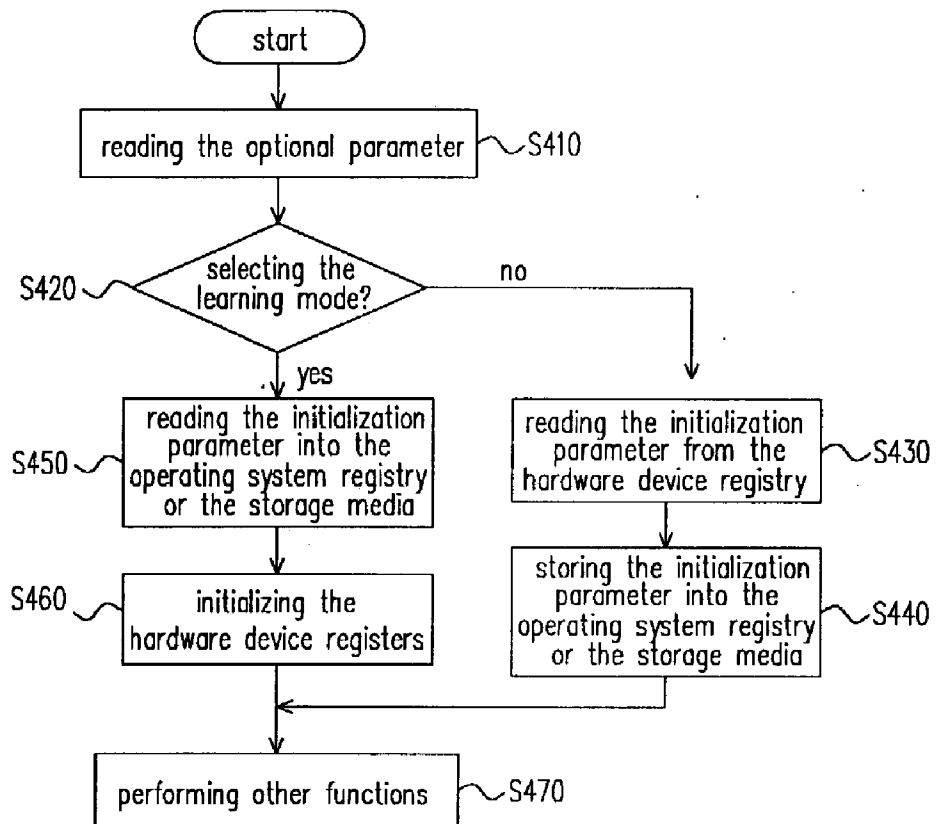 start
reading the optional parameter
S410
selecting the
learning mode?
S420
no
yes
reading the initialization
parameter into the
operating system registry
or the storage media
S450
reading the initialization
parameter from the
hardware device registry
S430
initializing the
hardware device registers
S460
storing the initialization
parameter into the
operating system registry
or the storage media
S440
performing other functions
S470